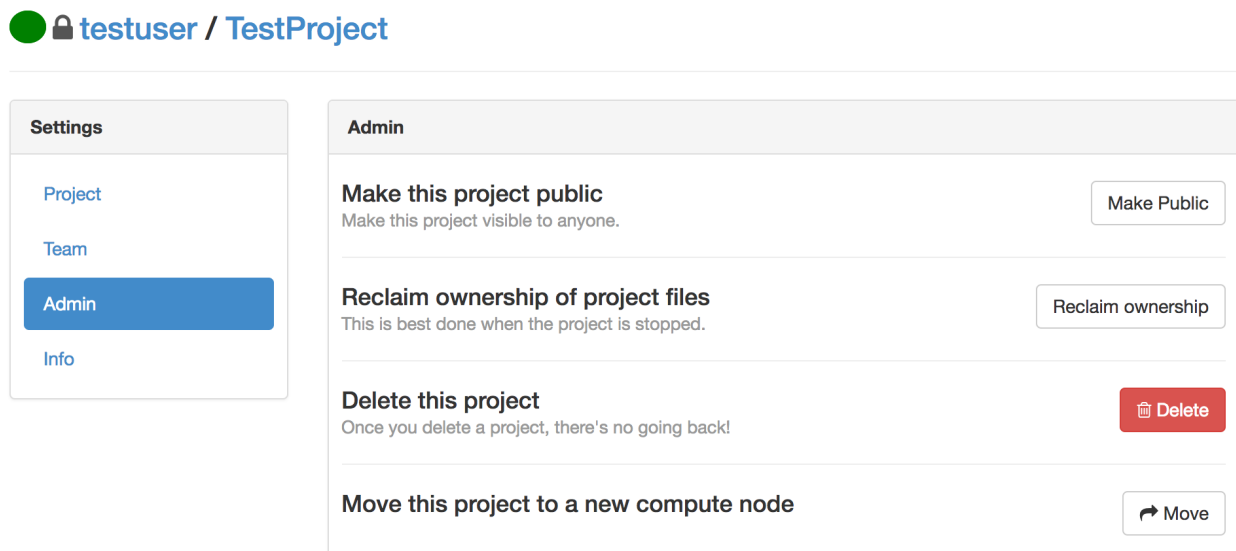 testuser / TestProject
Settings
Project
Team
Admin
Info
Admin
Make this project public
Make this project visible to anyone.
Make Public
Reclaim ownership of project files
This is best done when the project is stopped.
Reclaim ownership
Delete this project
Once you delete a project, there's no going back!
Delete
Move this project to a new compute node
Move